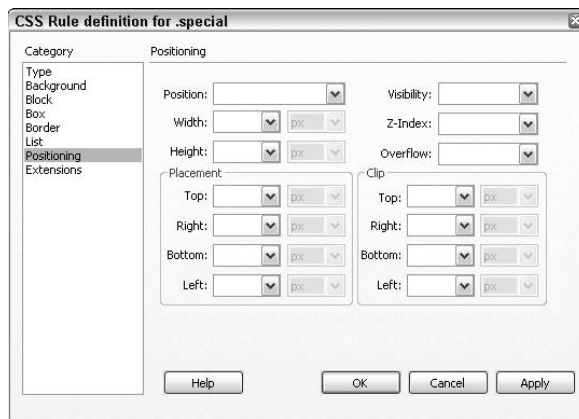 CSS Rule definition for .special
Category
Positioning
Type
Background
Block
Box
Border
List
Positioning
Extensions
Position:
Visibility:
Width: px
Z-Index:
Height: px
Overflow:
Placement
Clip
Top: px
Top: px
Right: px
Right: px
Bottom: px
Bottom: px
Left: px
Left: px
Help
OK
Cancel
Apply